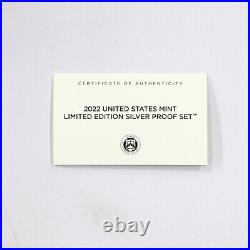 CERTIFICATE OF AUTHENTICITY
2022 UNITED STATES MINT
LIMITED EDITION SILVER PROOF SET™